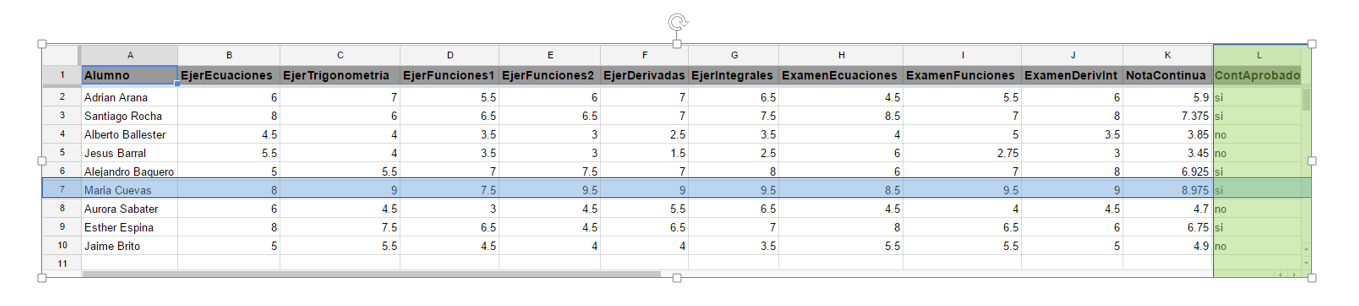 A B C D E F G H I J K L
1 Alumno EjerEcuaciones EjerTrigonometria EjerFunciones1 EjerFunciones2 EjerDerivadas EjerIntegrales ExamenEcuaciones ExamenFunciones ExamenDerivInt NotaContinua ContAprobado
2 Adrian Arana 6 7 5.5 6 7 6.5 4.5 5.5 6 5.9 si
3 Santiago Rocha 8 6 6.5 6.5 7 7.5 8.5 7 8 7.375 si
4 Alberto Ballester 4.5 4 3.5 3 2.5 3.5 4 5 3.5 3.85 no
5 Jesus Barral 5.5 4 3.5 3 1.5 2.5 6 2.75 3 3.45 no
6 Alejandro Baquero 5 5.5 7 7.5 7 8 6 7 8 6.925 si
7 Maria Cuevas 8 9 7.5 9.5 9 9.5 8.5 9.5 9 8.975 si
8 Aurora Sabater 6 4.5 3 4.5 5.5 6.5 4.5 4 4.5 4.7 no
9 Esther Espina 8 7.5 6.5 4.5 6.5 7 8 6.5 6 6.75 si
10 Jaime Brito 5 5.5 4.5 4 4 3.5 5.5 5.5 5 4.9 no
11